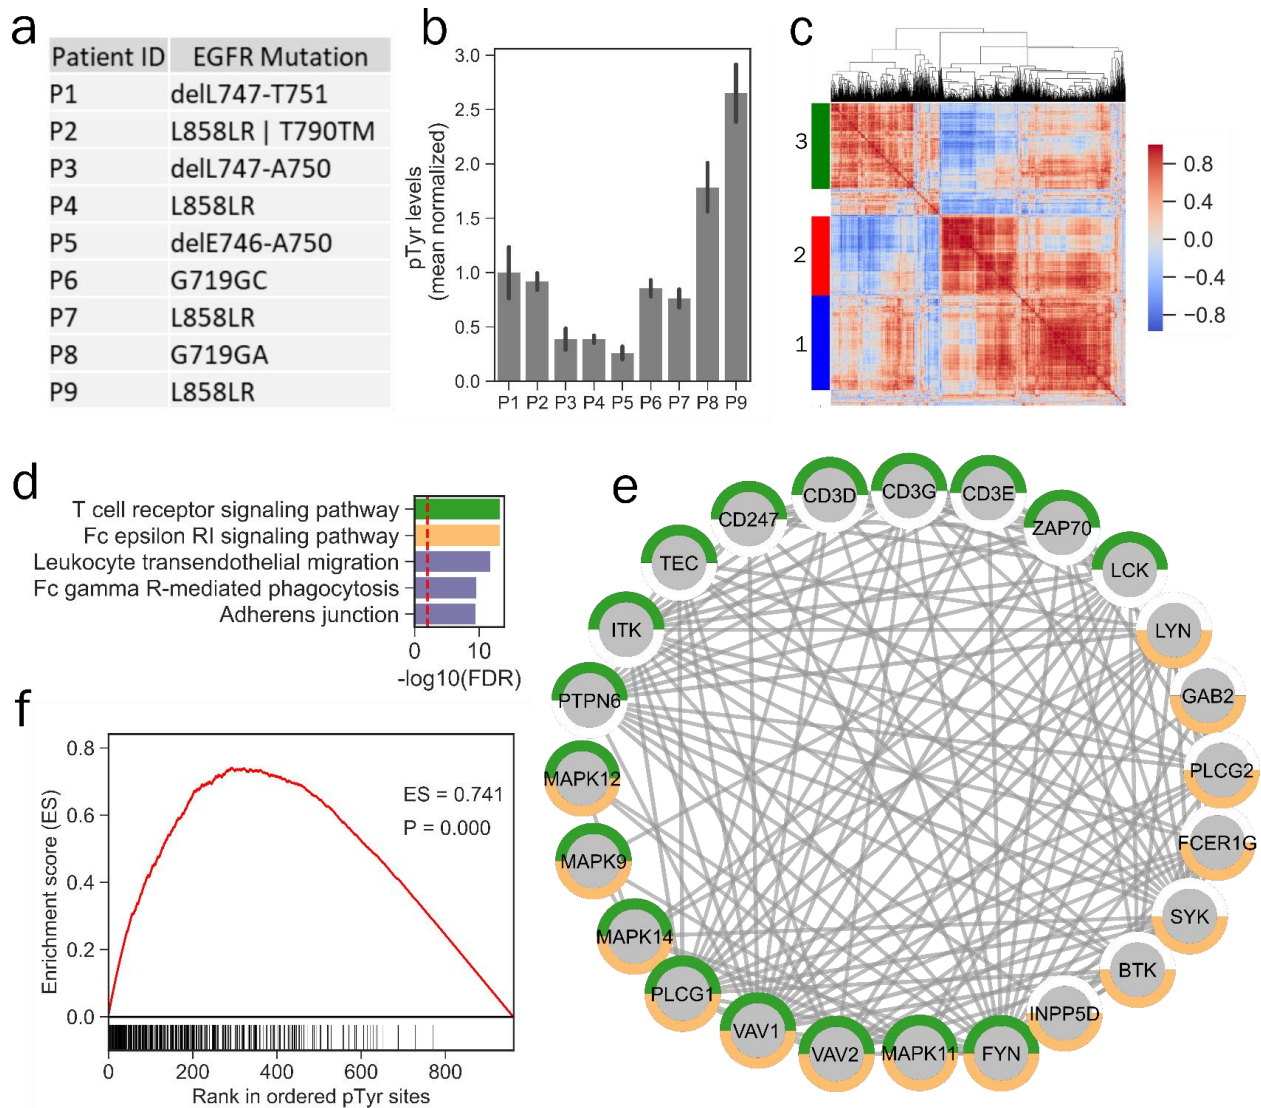 a
Patient ID EGFR Mutation
P1 delL747-T751
P2 L858LR | T790TM
P3 delL747-A750
P4 L858LR
P5 delE746-A750
P6 G719GC
P7 L858LR
P8 G719GA
P9 L858LR
b
pTyr levels
(mean normalized)
3.0
2.5
2.0
1.5
1.0
0.5
0.0
P1 P2 P3 P4 P5 P6 P7 P8 P9
c
3
2
1
0.8
0.4
0.0
−0.4
−0.8
d
T cell receptor signaling pathway
Fc epsilon RI signaling pathway
Leukocyte transendothelial migration
Fc gamma R-mediated phagocytosis
Adherens junction
0 10
-log10(FDR)
e
CD3G
CD3E
ZAP70
LCK
LYN
GAB2
PLCG2
FCER1G
SYK
BTK
INPP5D
FYN
MAPK11
VAV2
VAV1
PLCG1
MAPK14
MAPK9
MAPK12
PTPN6
ITK
TEC
CD247
CD3D
f
Enrichment score (ES)
0.8
0.6
0.4
0.2
0.0
ES = 0.741
P = 0.000
0 200 400 600 800
Rank in ordered pTyr sites